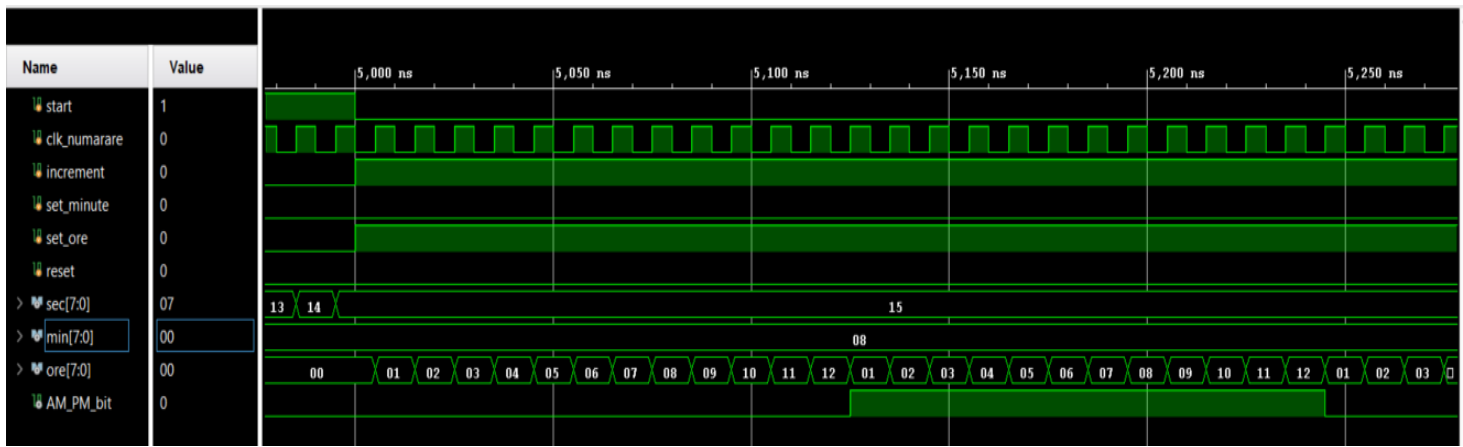 Name Value 5,000 ns 5,050 ns 5,100 ns 5,150 ns 5,200 ns 5,250 ns
start 1
clk_numarare 0
increment 0
set_minute 0
set_ore 0
reset 0
sec[7:0] 07 13 14 15
min[7:0] 00 08
ore[7:0] 00 00 01 02 03 04 05 06 07 08 09 10 11 12 01 02 03 04 05 06 07 08 09 10 11 12 01 02 03
AM_PM_bit 0